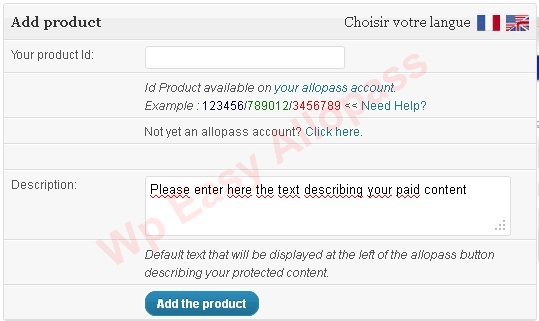 Add product Choisir votre langue
Your product Id:
Id Product available on your allopass account.
Example : 123456/789012/3456789 << Need Help?
Not yet an allopass account? Click here.
Description:
Please enter here the text describing your paid content
Default text that will be displayed at the left of the allopass button
describing your protected content.
Add the product
Wp Easy Allopass